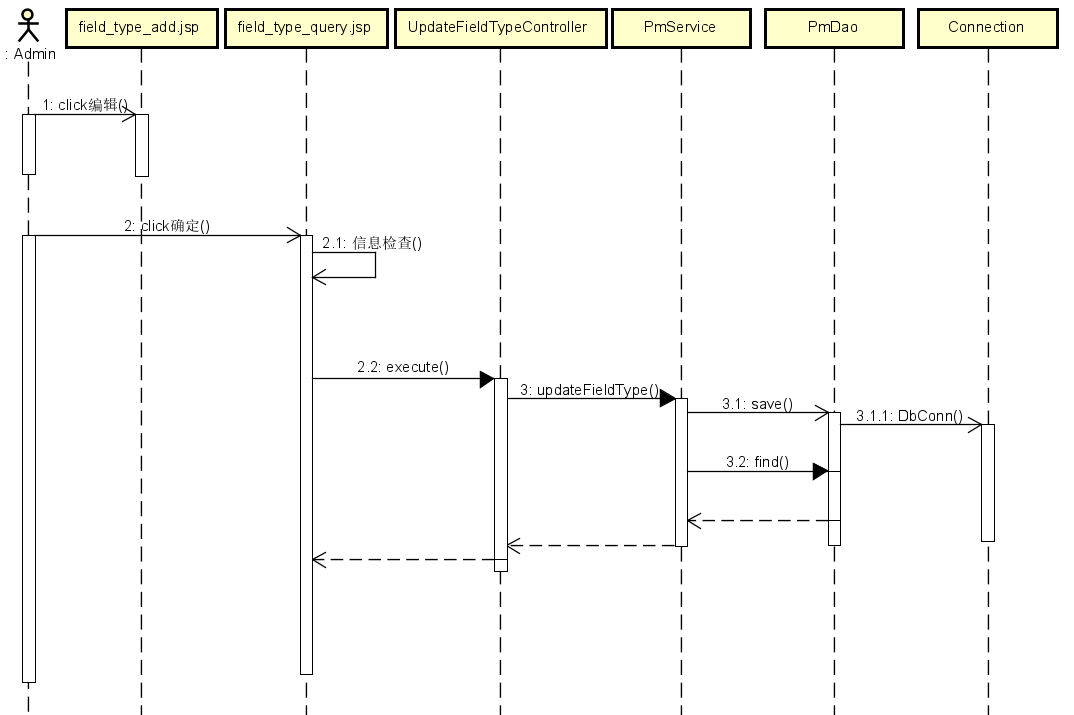 : Admin
field_type_add.jsp
field_type_query.jsp
UpdateFieldTypeController
PmService
PmDao
Connection
1: click编辑()
2: click确定()
2.1: 信息检查()
2.2: execute()
3: updateFieldType()
3.1: save()
3.1.1: DbConn()
3.2: find()